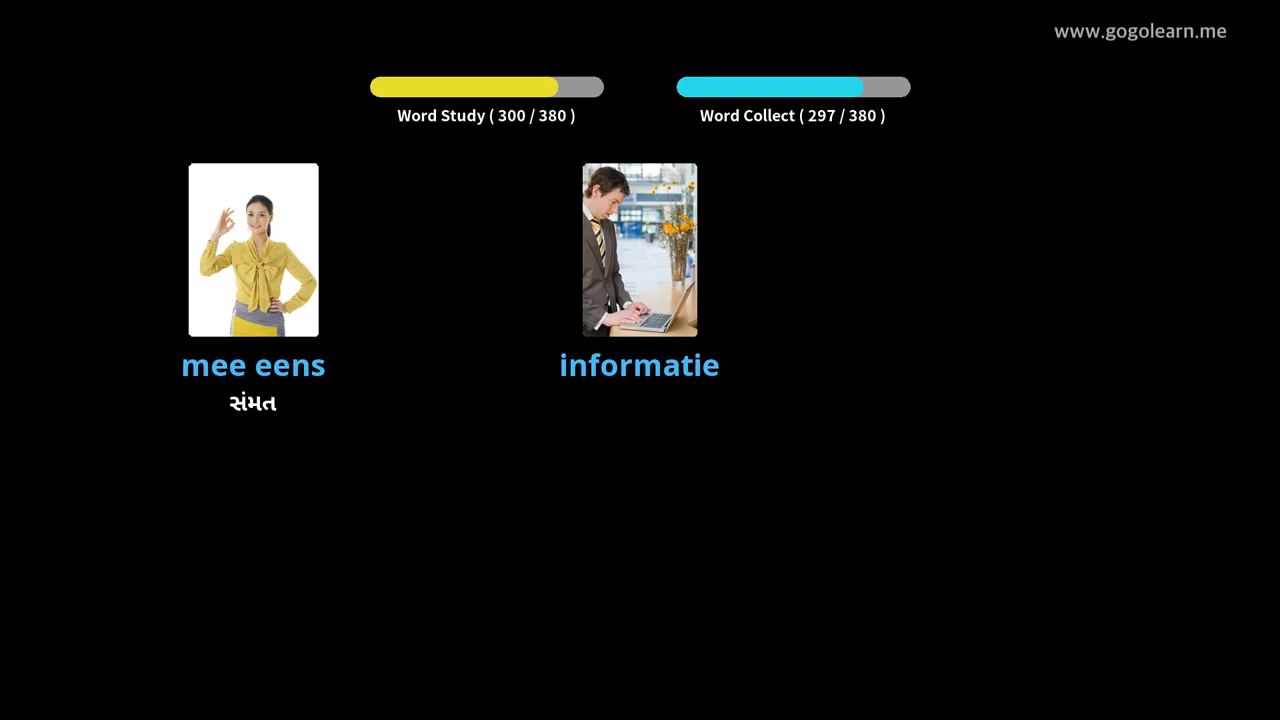 www.gogolearn.me
Word Study ( 300 / 380 )
Word Collect ( 297 / 380 )
mee eens
સંમત
informatie